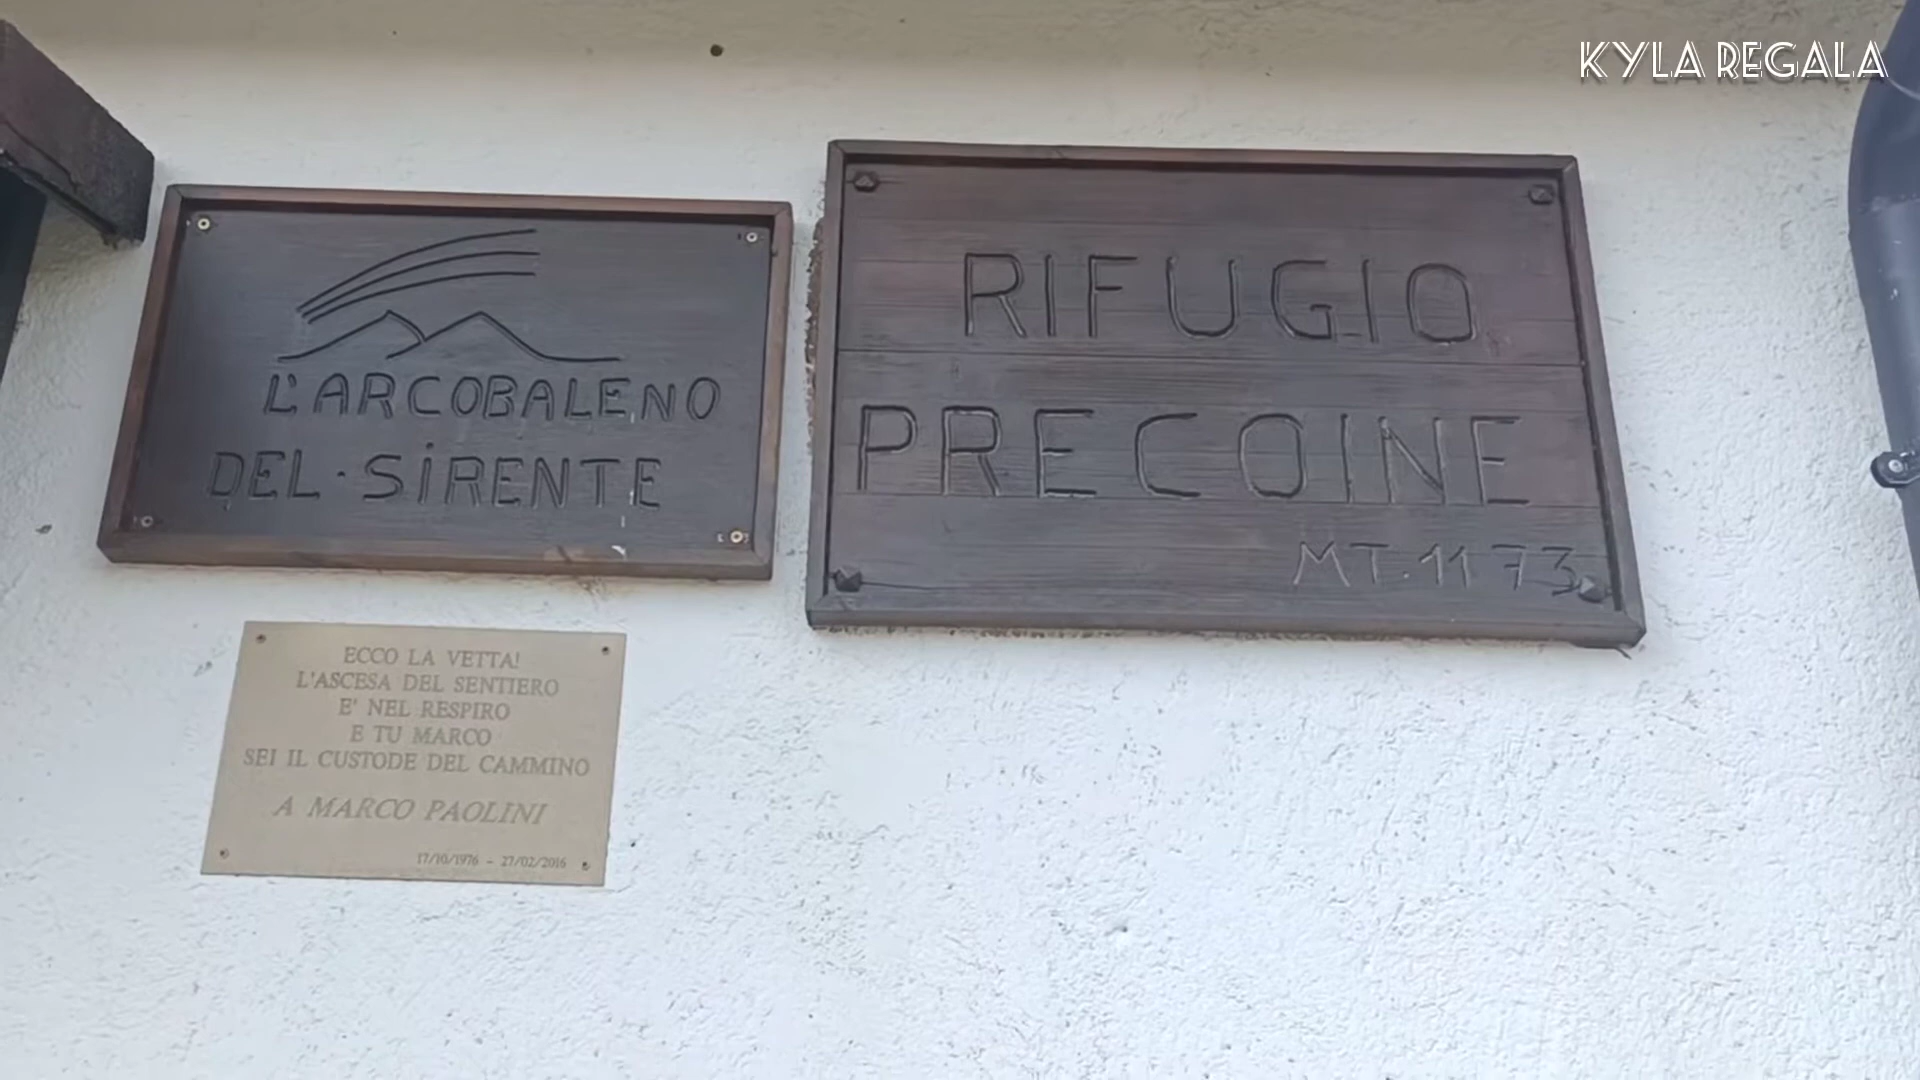 KYLA REGALA
L'ARCOBALENO
DEL·SiRENTE
RIFUGIO
PRECOINE
MT.1173
ECCO LA VETTA!
L'ASCESA DEL SENTIERO
E' NEL RESPIRO
E TU MARCO
SEI IL CUSTODE DEL CAMMINO
A MARCO PAOLINI
17/10/1976 - 27/02/2016